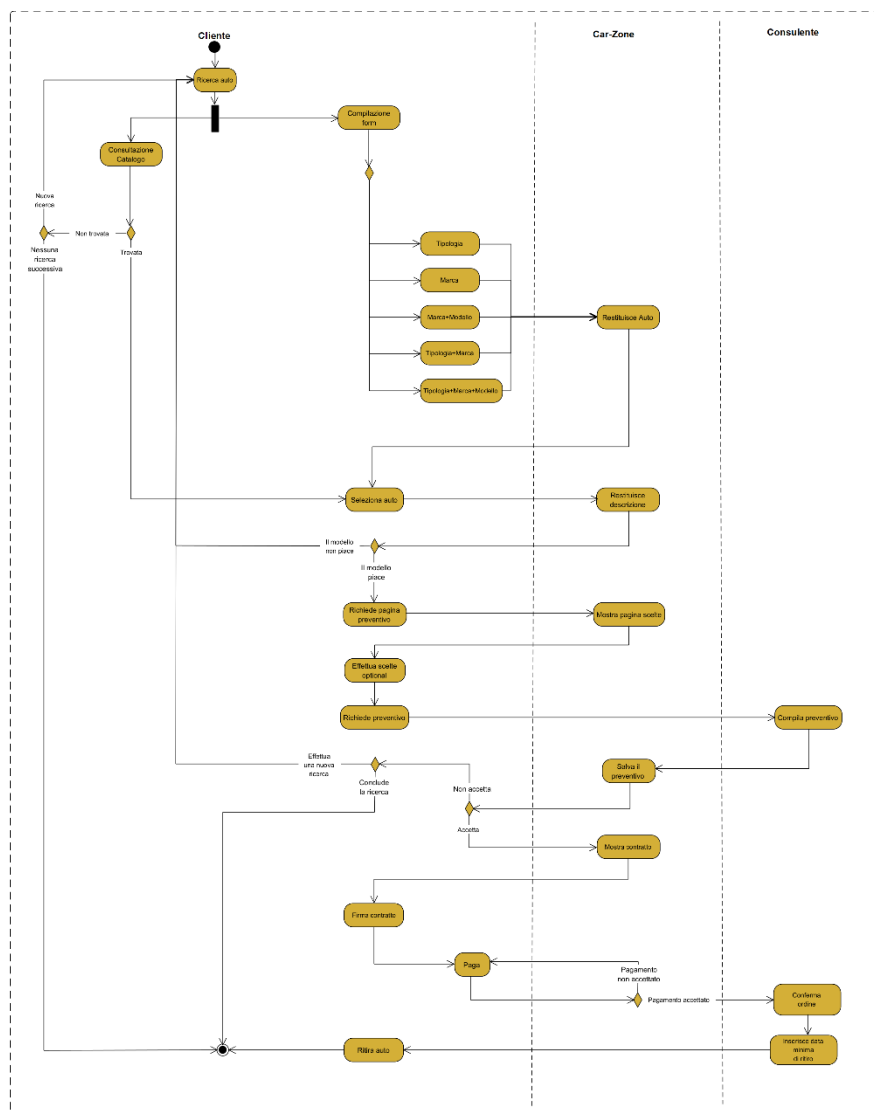 Cliente
Car-Zone
Consulente
Ricerca auto
Compilazione
form
Consultazione
Catalogo
Nuova
ricerca
Non trovata
Trovata
Nessuna
ricerca
successiva
Tipologia
Marca
Marca+Modello
Restituisce Auto
Tipologia+Marca
Tipologia+Marca+Modello
Seleziona auto
Restituisce
descrizione
Il modello
non piace
Il modello
piace
Richiede pagina
preventivo
Mostra pagina scelte
Effettua scelte
optional
Richiede preventivo
Compila preventivo
Effettua
una nuova
ricerca
Salva il
preventivo
Conclude
la ricerca
Non accetta
Accetta
Mostra contratto
Firma contratto
Paga
Pagamento
non accettato
Pagamento accettato
Conferma
ordine
Ritira auto
Inserisce data
minima
di ritiro